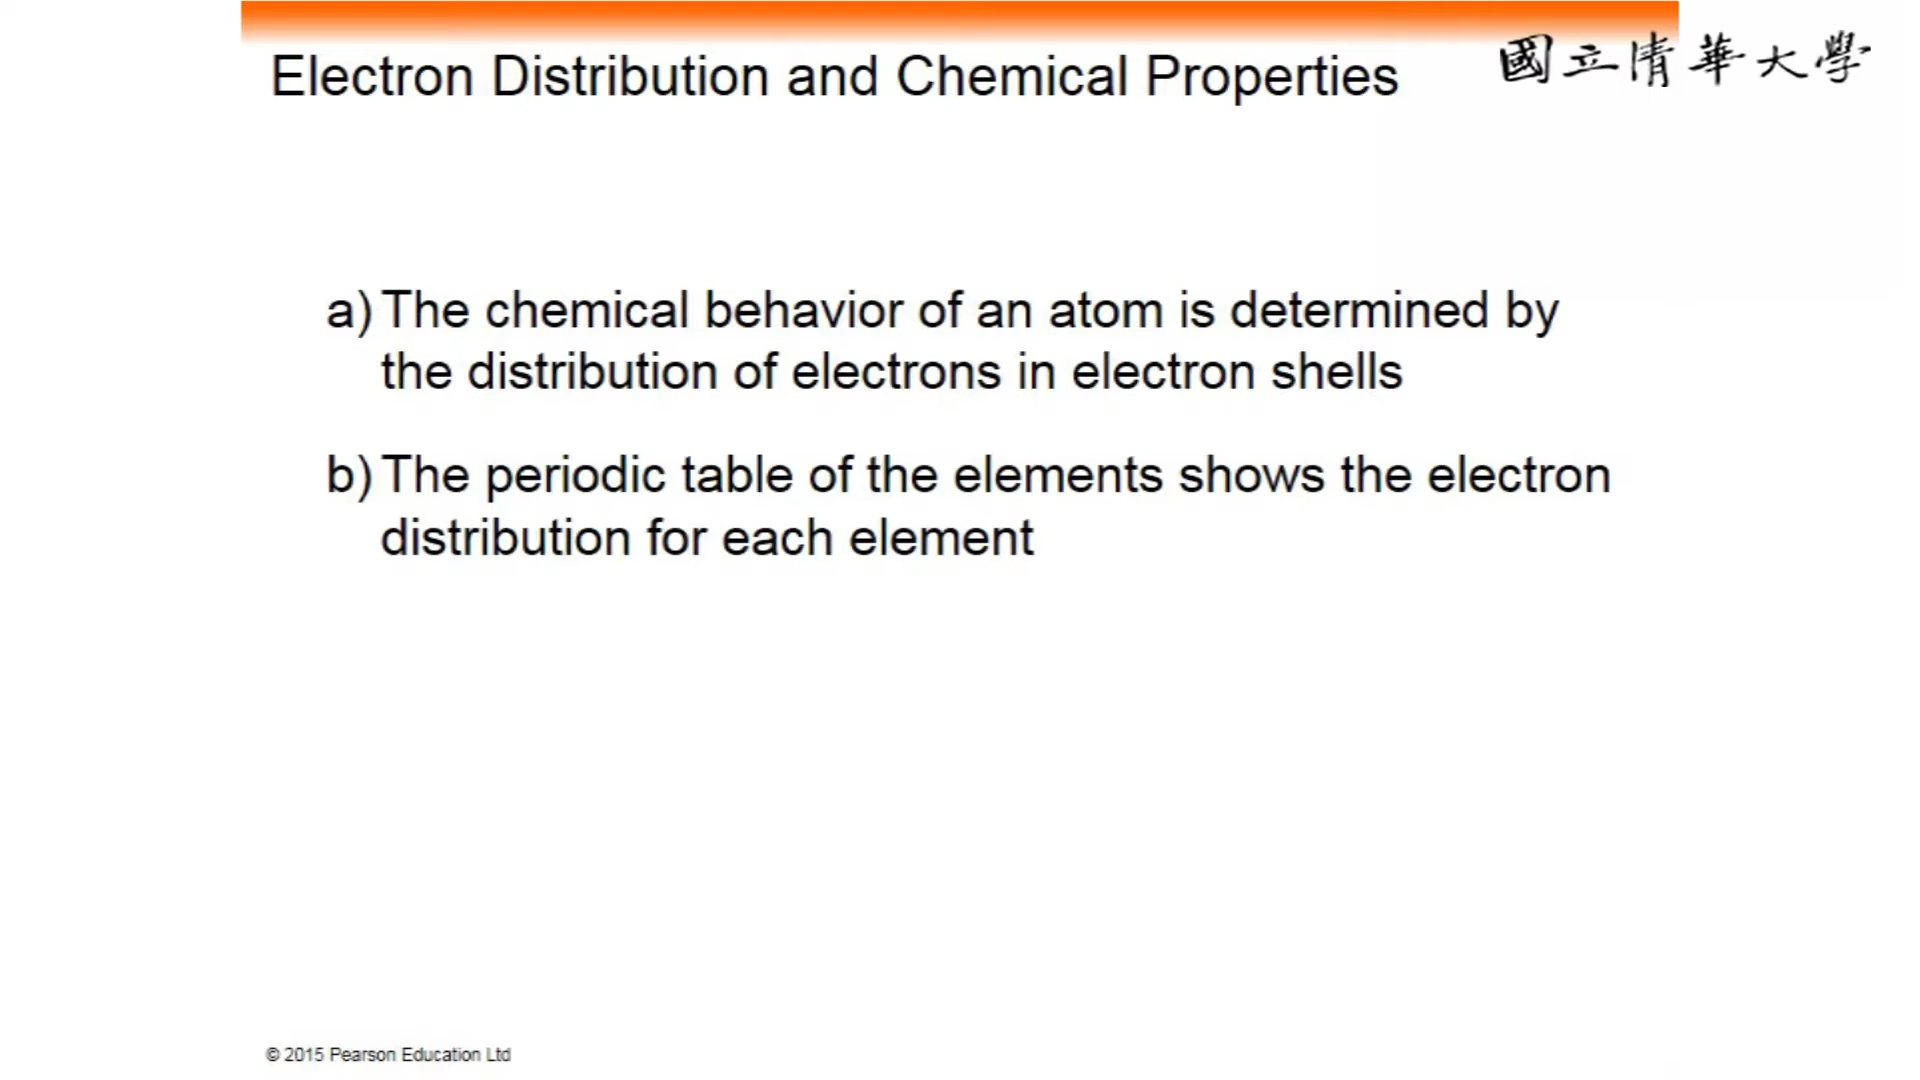 Electron Distribution and Chemical Properties
國立清華大學
a) The chemical behavior of an atom is determined by
the distribution of electrons in electron shells
b) The periodic table of the elements shows the electron
distribution for each element
© 2015 Pearson Education Ltd